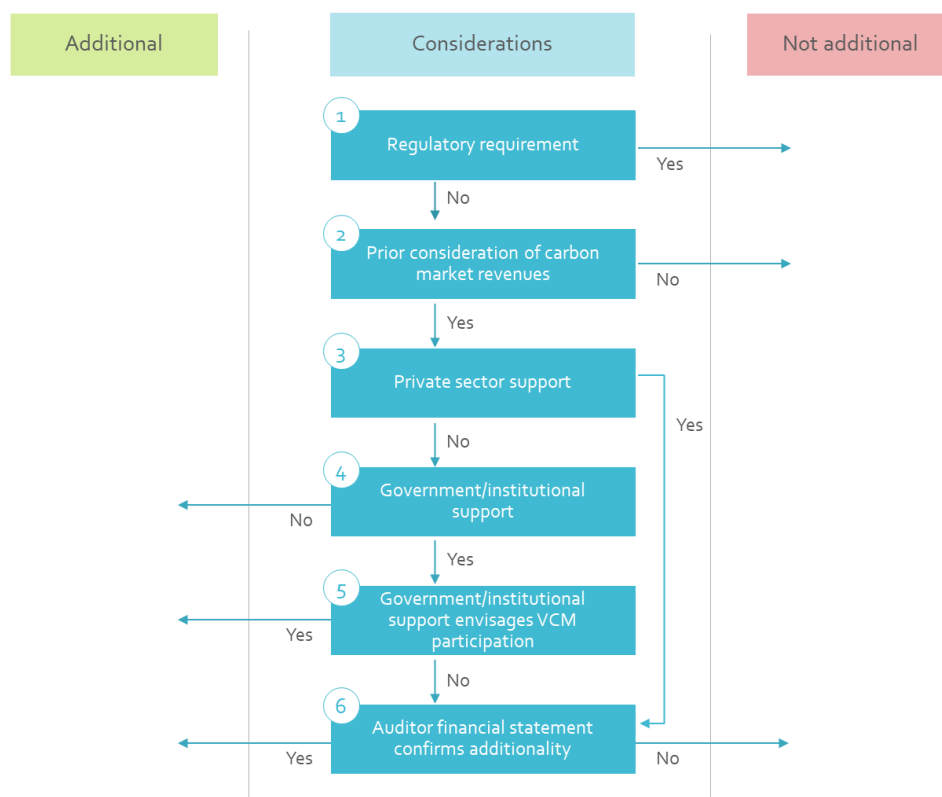 Additional
Considerations
Not additional
1
Regulatory requirement
Yes
No
2
Prior consideration of carbon
market revenues
No
Yes
3
Private sector support
Yes
No
4
Government/institutional
support
No
Yes
5
Government/institutional
support envisages VCM
participation
Yes
No
6
Auditor financial statement
confirms additionality
Yes
No